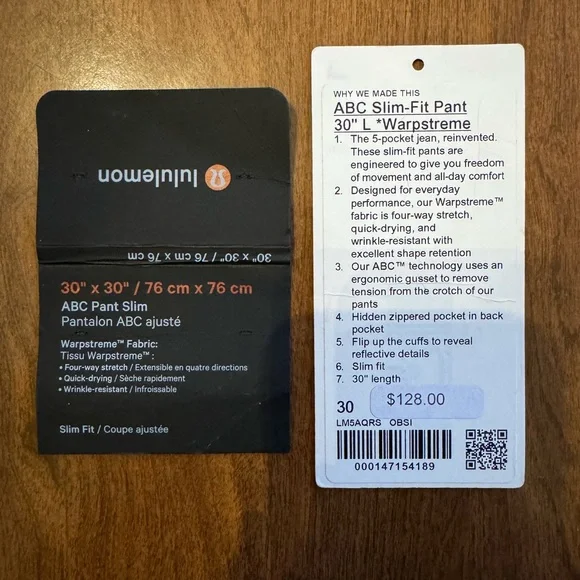 lululemon
30" x 30" / 76 cm x 76 cm
30" x 30" / 76 cm x 76 cm
ABC Pant Slim
Pantalon ABC ajusté
Warpstreme™ Fabric:
Tissu Warpstreme™ :
• Four-way stretch / Extensible en quatre directions
• Quick-drying / Sèche rapidement
• Wrinkle-resistant / Infroissable
Slim Fit / Coupe ajustée
WHY WE MADE THIS
ABC Slim-Fit Pant
30" L *Warpstreme
1. The 5-pocket jean, reinvented.
These slim-fit pants are
engineered to give you freedom
of movement and all-day comfort
2. Designed for everyday
performance, our Warpstreme™
fabric is four-way stretch,
quick-drying, and
wrinkle-resistant with
excellent shape retention
3. Our ABC™ technology uses an
ergonomic gusset to remove
tension from the crotch of our
pants
4. Hidden zippered pocket in back
pocket
5. Flip up the cuffs to reveal
reflective details
6. Slim fit
7. 30" length
30 $128.00
LM5AQRS OBSI
000147154189